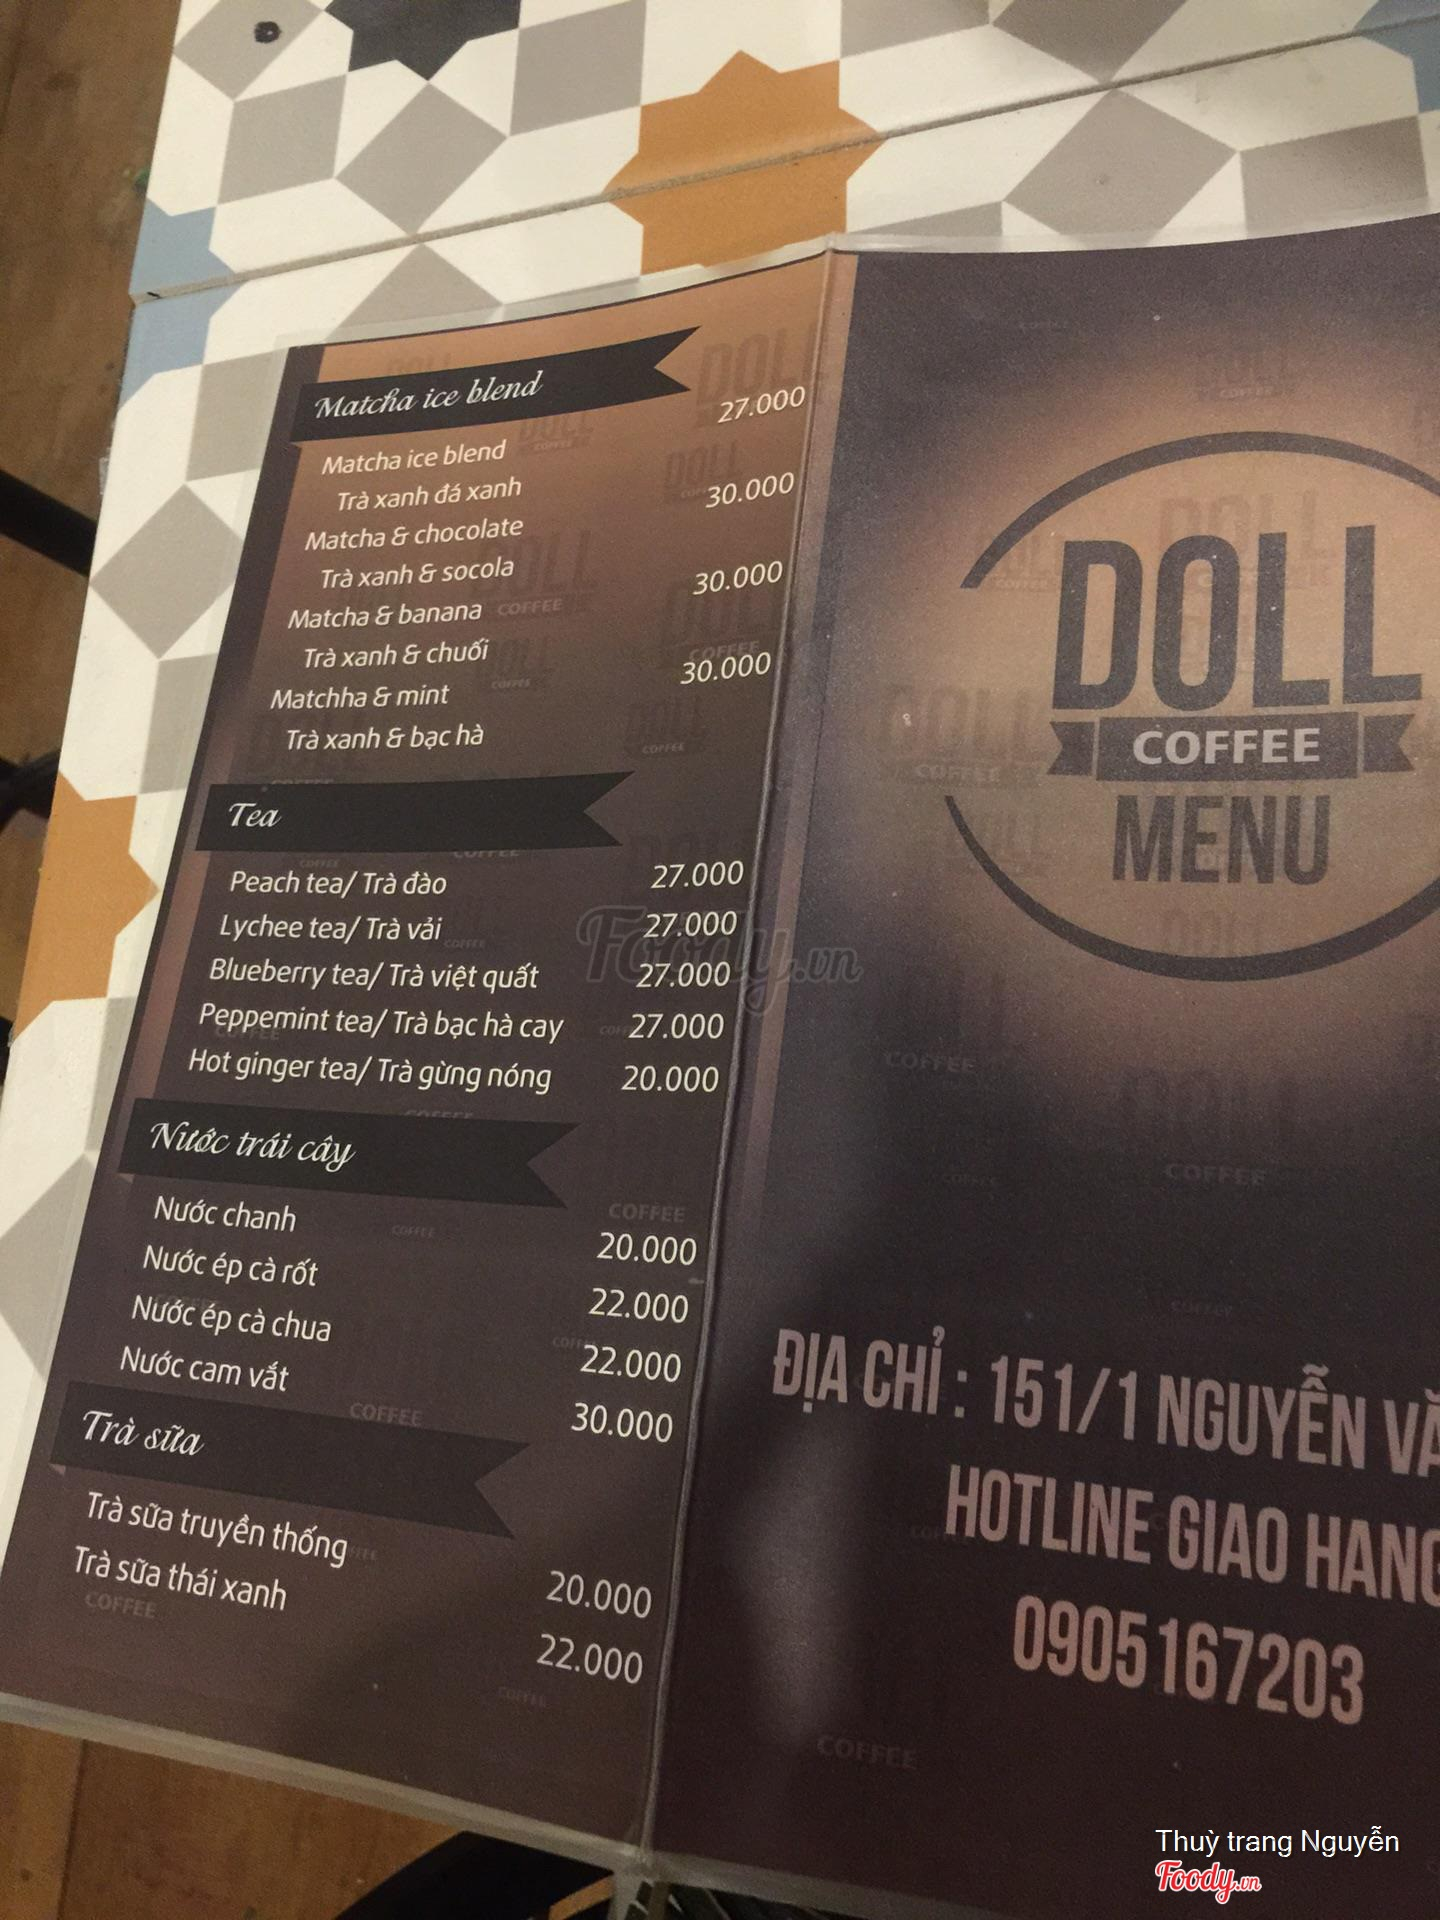 Matcha ice blend
Matcha ice blend 27.000
Trà xanh đá xanh
Matcha & chocolate 30.000
Trà xanh & socola
Matcha & banana 30.000
Trà xanh & chuối
Matchha & mint 30.000
Trà xanh & bạc hà
Tea
Peach tea/ Trà đào 27.000
Lychee tea/ Trà vải 27.000
Blueberry tea/ Trà việt quất 27.000
Peppemint tea/ Trà bạc hà cay 27.000
Hot ginger tea/ Trà gừng nóng 20.000
Nước trái cây
Nước chanh 20.000
Nước ép cà rốt 22.000
Nước ép cà chua 22.000
Nước cam vắt 30.000
Trà sữa
Trà sữa truyền thống 20.000
Trà sữa thái xanh 22.000
DOLL
COFFEE
MENU
ĐỊA CHỈ : 151/1 NGUYỄN VĂ
HOTLINE GIAO HANG
0905167203
Foody.vn
Thuỳ trang Nguyễn
Foody.vn